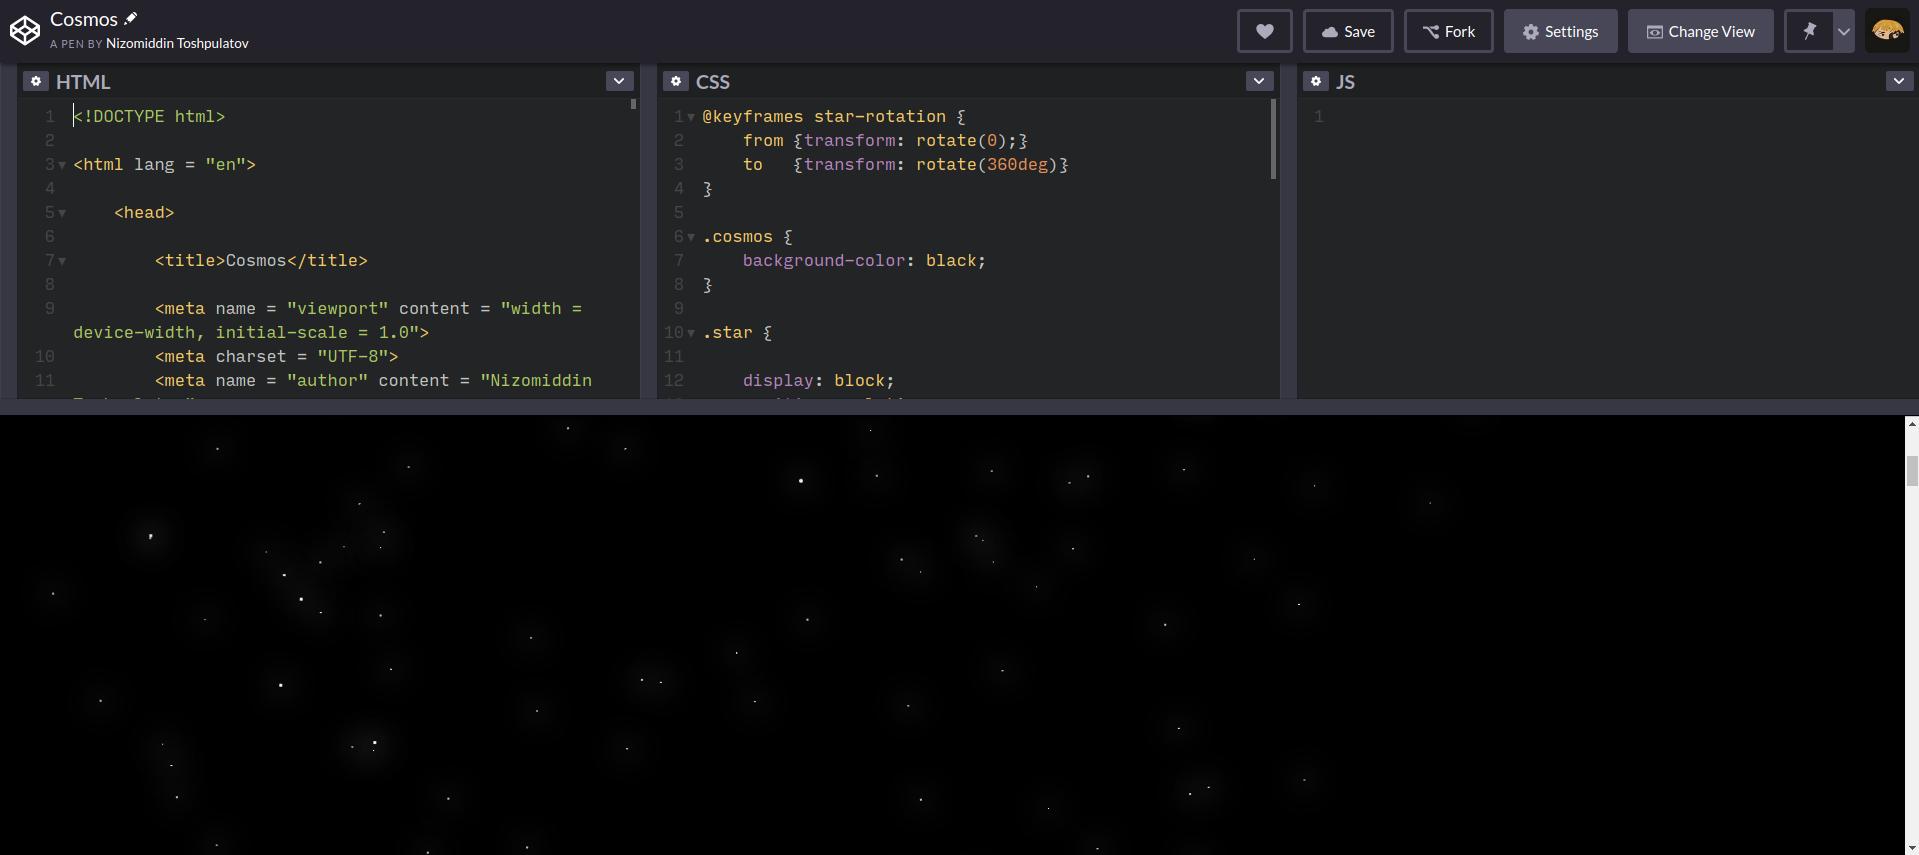 Cosmos
A PEN BY Nizomiddin Toshpulatov
Save
Fork
Settings
Change View
HTML
1 <!DOCTYPE html>
2
3 <html lang = "en">
4
5 <head>
6
7 <title>Cosmos</title>
8
9 <meta name = "viewport" content = "width =
device-width, initial-scale = 1.0">
10 <meta charset = "UTF-8">
11 <meta name = "author" content = "Nizomiddin
CSS
1 @keyframes star-rotation {
2 from {transform: rotate(0);}
3 to {transform: rotate(360deg)}
4 }
5
6 .cosmos {
7 background-color: black;
8 }
9
10 .star {
11
12 display: block;
JS
1